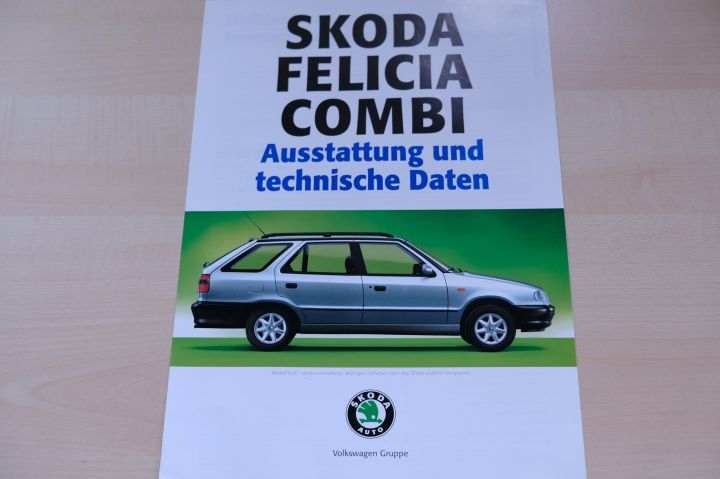 SKODA
FELICIA
COMBI
Ausstattung und
technische Daten
SKODA
AUTO
Volkswagen Gruppe